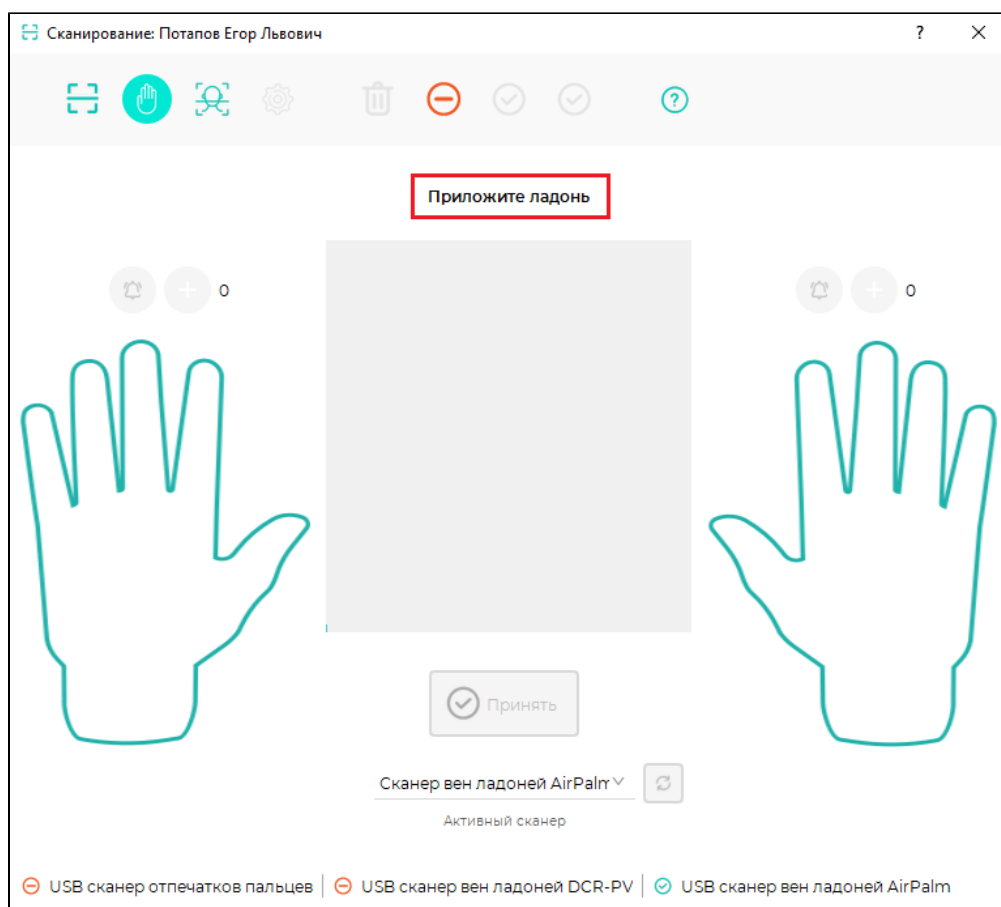 Сканирование: Потапов Егор Львович
?
Приложите ладонь
0
0
Принять
Сканер вен ладоней AirPalm
Активный сканер
USB сканер отпечатков пальцев | USB сканер вен ладоней DCR-PV | USB сканер вен ладоней AirPalm